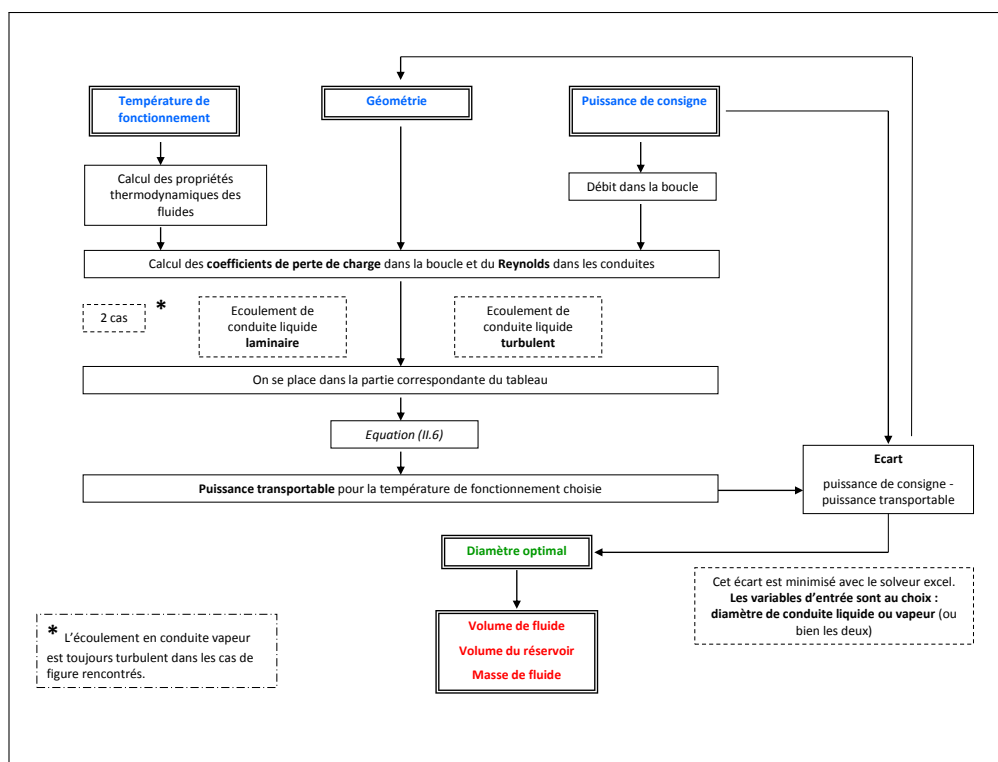 Température de
fonctionnement
Géométrie
Puissance de consigne
Calcul des propriétés
thermodynamiques des
fluides
Débit dans la boucle
Calcul des coefficients de perte de charge dans la boucle et du Reynolds dans les conduites
2 cas
*
Ecoulement de
conduite liquide
laminaire
Ecoulement de
conduite liquide
turbulent
On se place dans la partie correspondante du tableau
Equation (II.6)
Puissance transportable pour la température de fonctionnement choisie
Ecart
puissance de consigne -
puissance transportable
Diamètre optimal
Cet écart est minimisé avec le solveur excel.
Les variables d'entrée sont au choix :
diamètre de conduite liquide ou vapeur (ou
bien les deux)
* L'écoulement en conduite vapeur
est toujours turbulent dans les cas de
figure rencontrés.
Volume de fluide
Volume du réservoir
Masse de fluide